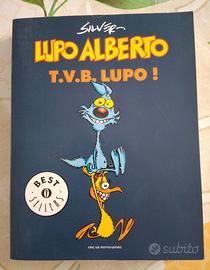 SILVER
LUPO ALBERTO
T.V.B. LUPO!
BEST
SELLERS
OSCAR MONDADORI
subito